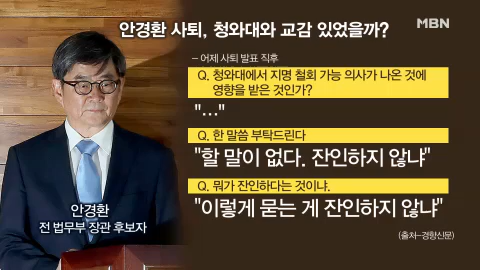 안경환 사퇴, 청와대와 교감 있었을까?
MBN
– 어제 사퇴 발표 직후
Q. 청와대에서 지명 철회 가능 의사가 나온 것에
영향을 받은 것인가?
"…"
Q. 한 말씀 부탁드린다
"할 말이 없다. 잔인하지 않냐"
Q. 뭐가 잔인하다는 것이냐.
"이렇게 묻는 게 잔인하지 않냐"
안경환
전 법무부 장관 후보자
(출처–경향신문)